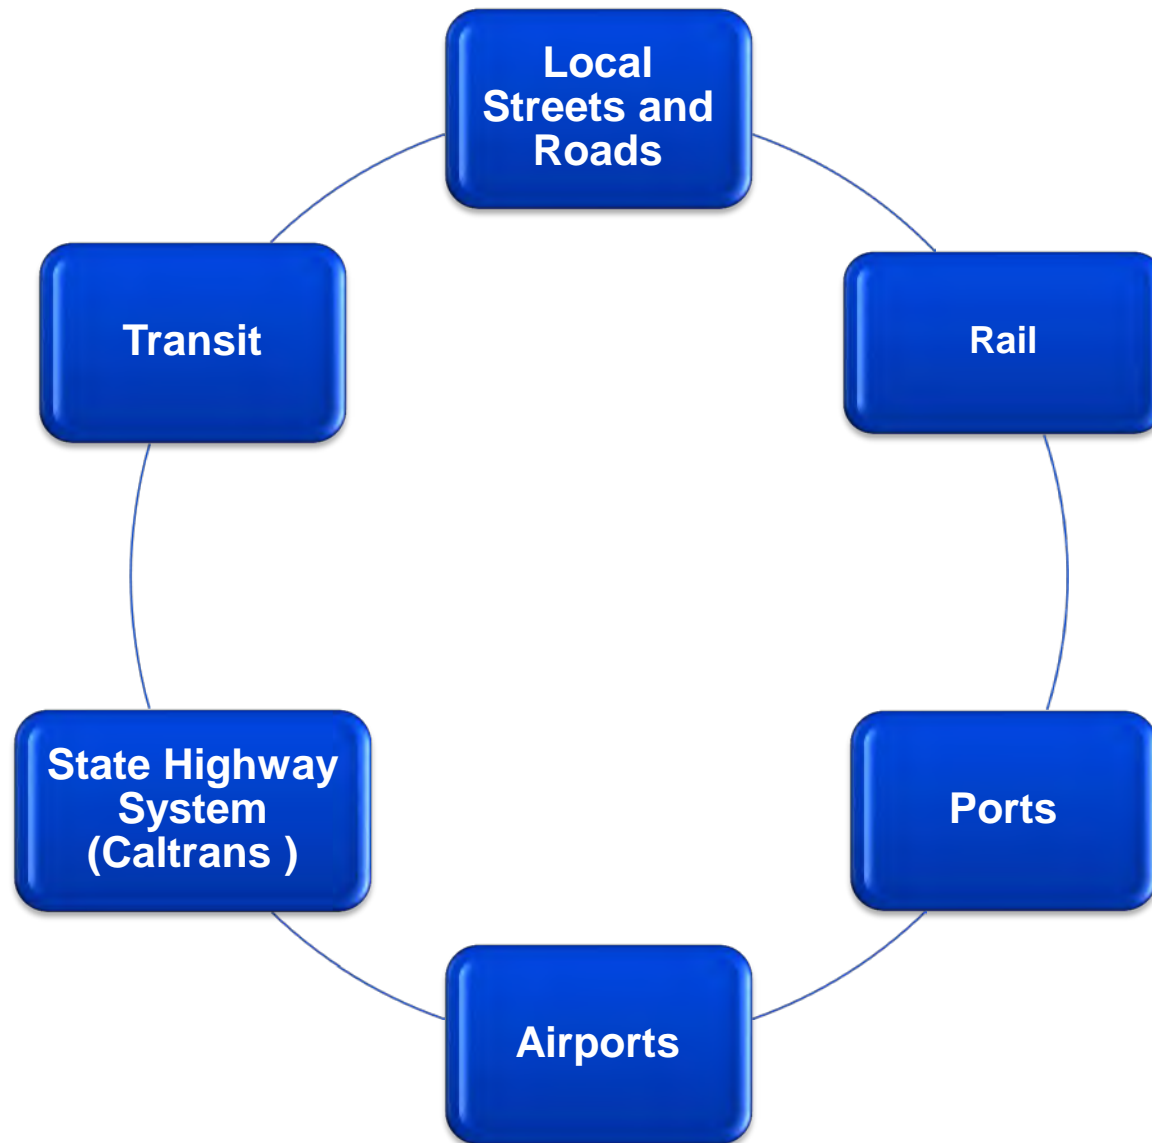 Local
Streets and
Roads
Transit
Rail
State Highway
System
(Caltrans )
Ports
Airports